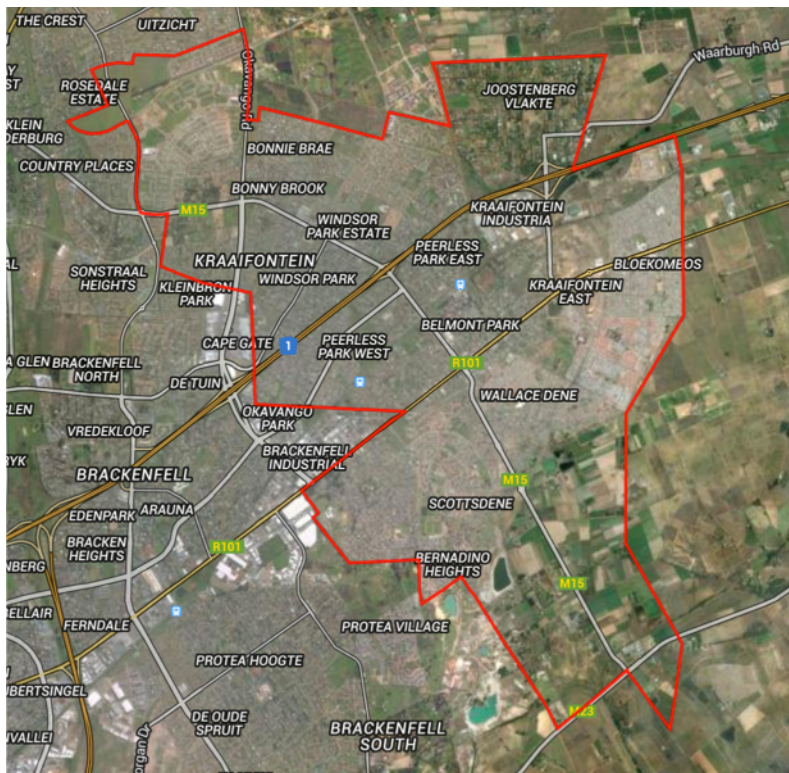 THE CREST
UITZICHT
Waarburgh Rd
ROSEDALE
ESTATE
JOOSTENBERG
VLAKTE
KLEIN
BONNIE BRAE
COUNTRY PLACES
BONNY BROOK
M15
WINDSOR
PARK ESTATE
KRAAIFONTEIN
INDUSTRIA
PEERLESS
PARK EAST
KRAAIFONTEIN
WINDSOR PARK
SONSTRAAL
HEIGHTS
KLEINBRON
PARK
BLOEKOMBOS
KRAAIFONTEIN
EAST
BELMONT PARK
CAPE GATE
1
PEERLESS
PARK WEST
R101
BRACKENFELL
NORTH
DE TUIN
WALLACE DENE
OKAVANGO
PARK
VREDEKLOOF
BRACKENFELL
INDUSTRIAL
BRACKENFELL
M15
ARAUNA
EDENPARK
SCOTTSDENE
BRACKEN
HEIGHTS
R101
BERNADINO
HEIGHTS
M15
FERNDALE
PROTEA VILLAGE
PROTEA HOOGTE
DE OUDE
SPRUIT
M23
BRACKENFELL
SOUTH